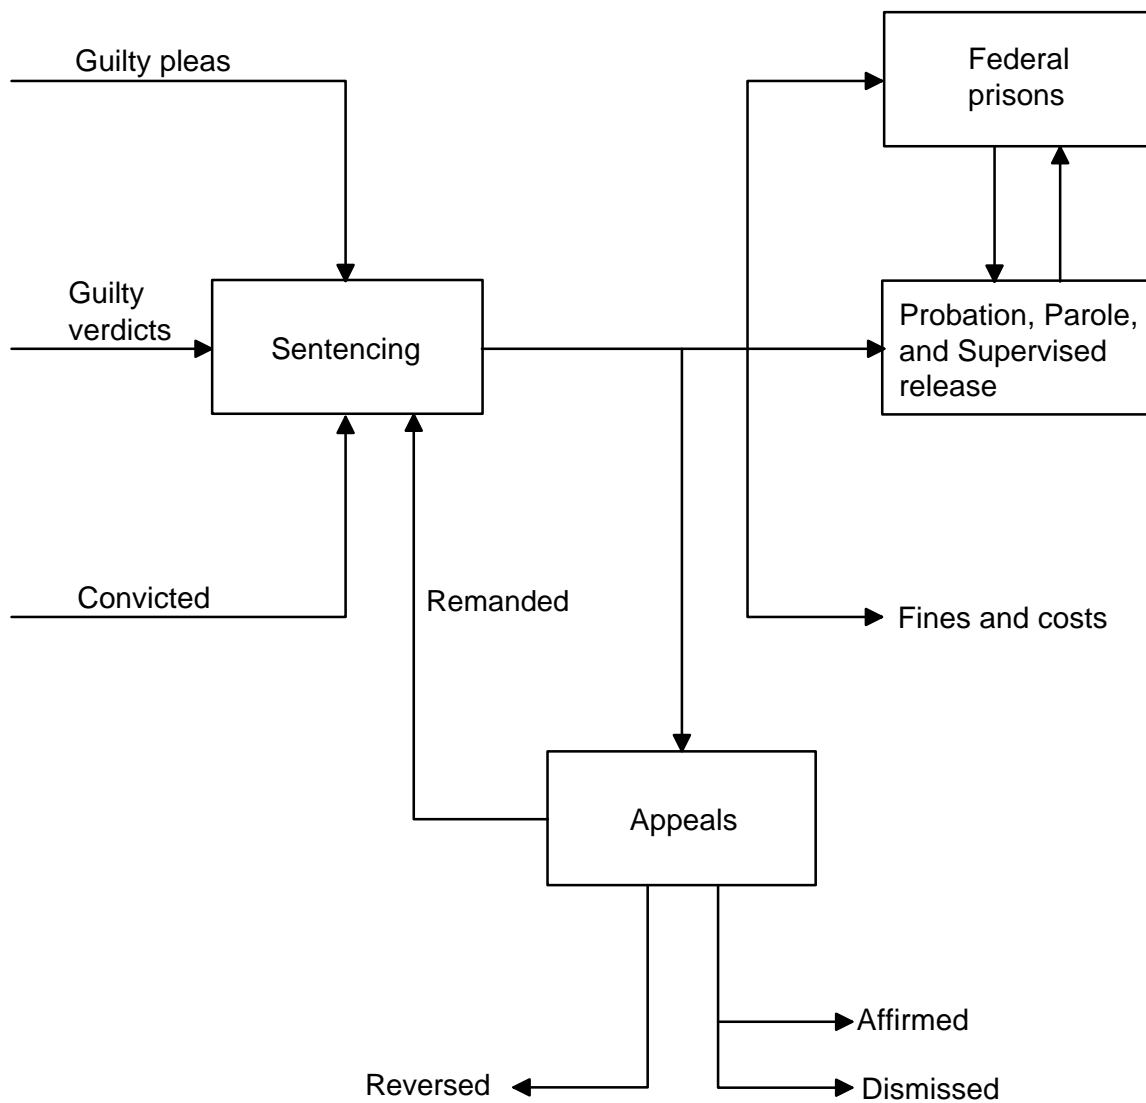 Guilty pleas
Federal
prisons
Guilty
verdicts
Sentencing
Probation, Parole,
and Supervised
release
Convicted
Remanded
Fines and costs
Appeals
Affirmed
Reversed
Dismissed